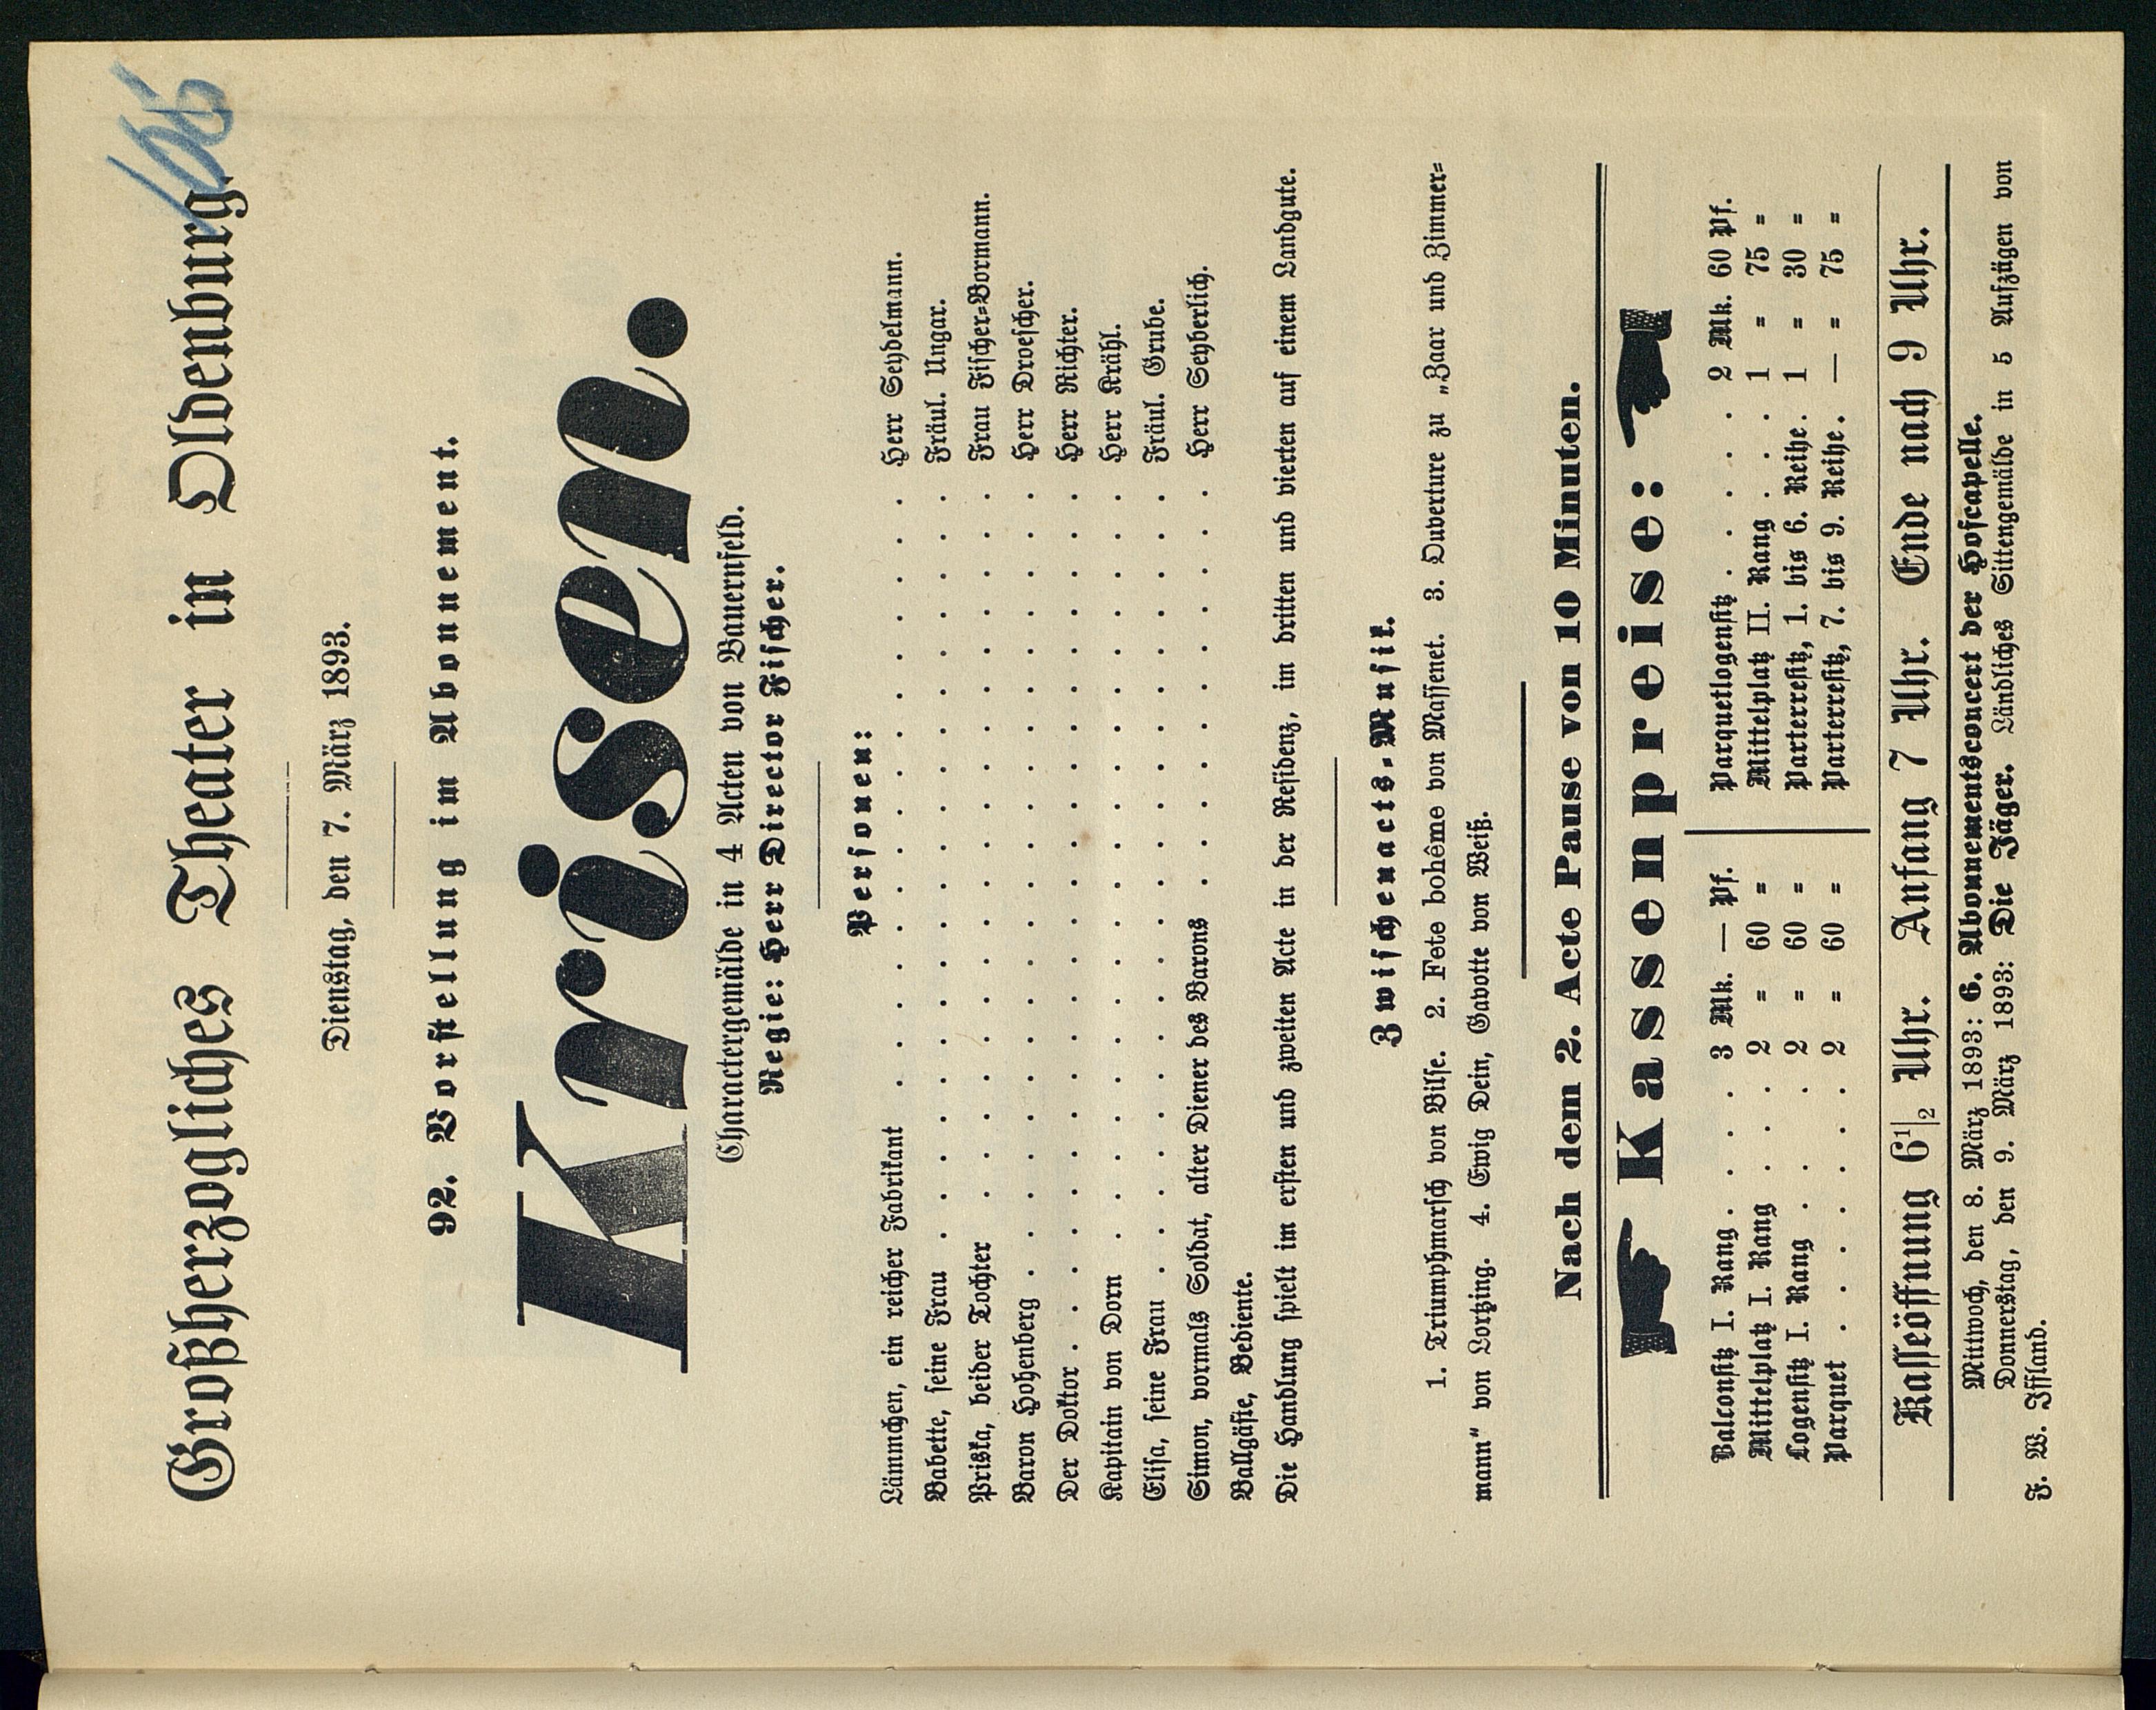 106
Großherzogliches Theater in Oldenburg.
Dienstag, den 7. März 1893.
92. Vorstellung im Abonnement.
Krisen.
Charactergemälde in 4 Acten von Bauernfeld.
Regie: Herr Director Fischer.
Personen:
Lämmchen, ein reicher Fabrikant . . . . . . . . . . . . . . . . Herr Seydelmann.
Babette, seine Frau . . . . . . . . . . . . . . . . . . . . Fräul. Ungar.
Priska, beider Tochter . . . . . . . . . . . . . . . . . . . Frau Fischer=Bormann.
Baron Hohenberg . . . . . . . . . . . . . . . . . . . . . Herr Droescher.
Der Doktor . . . . . . . . . . . . . . . . . . . . . . . Herr Richter.
Kapitain von Dorn . . . . . . . . . . . . . . . . . . . . Herr Krähl.
Elisa, seine Frau . . . . . . . . . . . . . . . . . . . . . Fräul. Grube.
Simon, vormals Soldat, alter Diener des Barons . . . . . . . . . . . Herr Seyberlich.
Ballgäste, Bediente.
Die Handlung spielt im ersten und zweiten Acte in der Residenz, im dritten und vierten auf einem Landgute.
Zwischenacts=Musik.
1. Triumphmarsch von Bilse. 2. Fete bohême von Massenet. 3. Ouverture zu „Zaar und Zimmer=
mann“ von Lortzing. 4. Ewig Dein, Gavotte von Weiß.
Nach dem 2. Acte Pause von 10 Minuten.
Kassenpreise:
Balconsitz I. Rang . . . . 3 Mk. — Pf.
Mittelplatz I. Rang . . . 2 = 60 =
Logensitz I. Rang . . . . 2 = 60 =
Parquet . . . . . . . 2 = 60 =
Parquetlogensitz . . . . . 2 Mk. 60 Pf.
Mittelplatz II. Rang . . . 1 = 75 =
Parterresitz, 1. bis 6. Reihe . 1 = 30 =
Parterresitz, 7. bis 9. Reihe . — = 75 =
Kasseöffnung 6 1/2 Uhr. Anfang 7 Uhr. Ende nach 9 Uhr.
Mittwoch, den 8. März 1893: 6. Abonnementsconcert der Hofcapelle.
Donnerstag, den 9. März 1893: Die Jäger. Ländliches Sittengemälde in 5 Aufzügen von
F. W. Iffland.